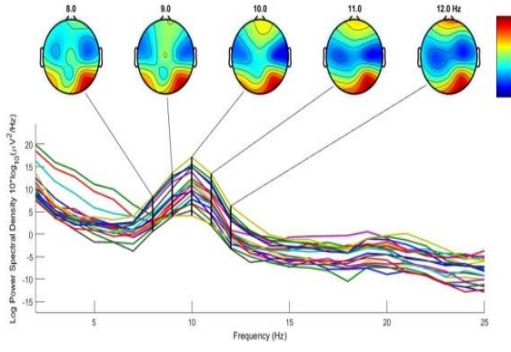 8.0 9.0 10.0 11.0 12.0 Hz
Log Power Spectral Density 10*log₁₀(μV²/Hz)
20
15
10
5
0
-5
-10
-15
5 10 15 20 25
Frequency (Hz)